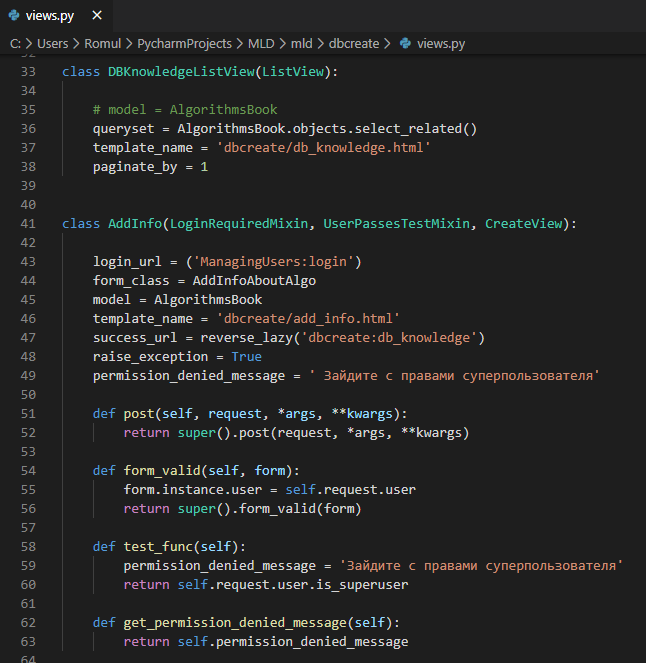 views.py ×
C: > Users > Romul > PycharmProjects > MLD > mld > dbcreate > views.py
32
33 class DBKnowledgeListView(ListView):
34
35     # model = AlgorithmsBook
36     queryset = AlgorithmsBook.objects.select_related()
37     template_name = 'dbcreate/db_knowledge.html'
38     paginate_by = 1
39
40
41 class AddInfo(LoginRequiredMixin, UserPassesTestMixin, CreateView):
42
43     login_url = ('ManagingUsers:login')
44     form_class = AddInfoAboutAlgo
45     model = AlgorithmsBook
46     template_name = 'dbcreate/add_info.html'
47     success_url = reverse_lazy('dbcreate:db_knowledge')
48     raise_exception = True
49     permission_denied_message = ' Зайдите с правами суперпользователя'
50
51     def post(self, request, *args, **kwargs):
52         return super().post(request, *args, **kwargs)
53
54     def form_valid(self, form):
55         form.instance.user = self.request.user
56         return super().form_valid(form)
57
58     def test_func(self):
59         permission_denied_message = 'Зайдите с правами суперпользователя'
60         return self.request.user.is_superuser
61
62     def get_permission_denied_message(self):
63         return self.permission_denied_message
64